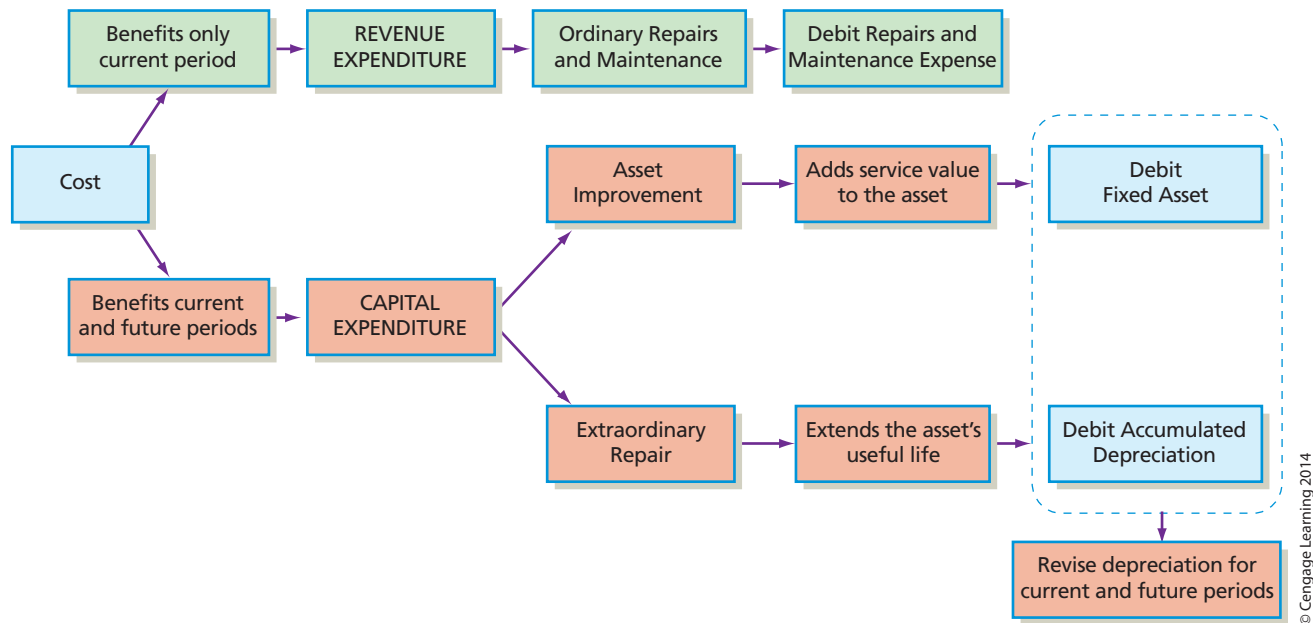 Benefits only
current period
REVENUE
EXPENDITURE
Ordinary Repairs
and Maintenance
Debit Repairs and
Maintenance Expense
Cost
Asset
Improvement
Adds service value
to the asset
Debit
Fixed Asset
Benefits current
and future periods
CAPITAL
EXPENDITURE
Extraordinary
Repair
Extends the asset's
useful life
Debit Accumulated
Depreciation
Revise depreciation for
current and future periods
© Cengage Learning 2014